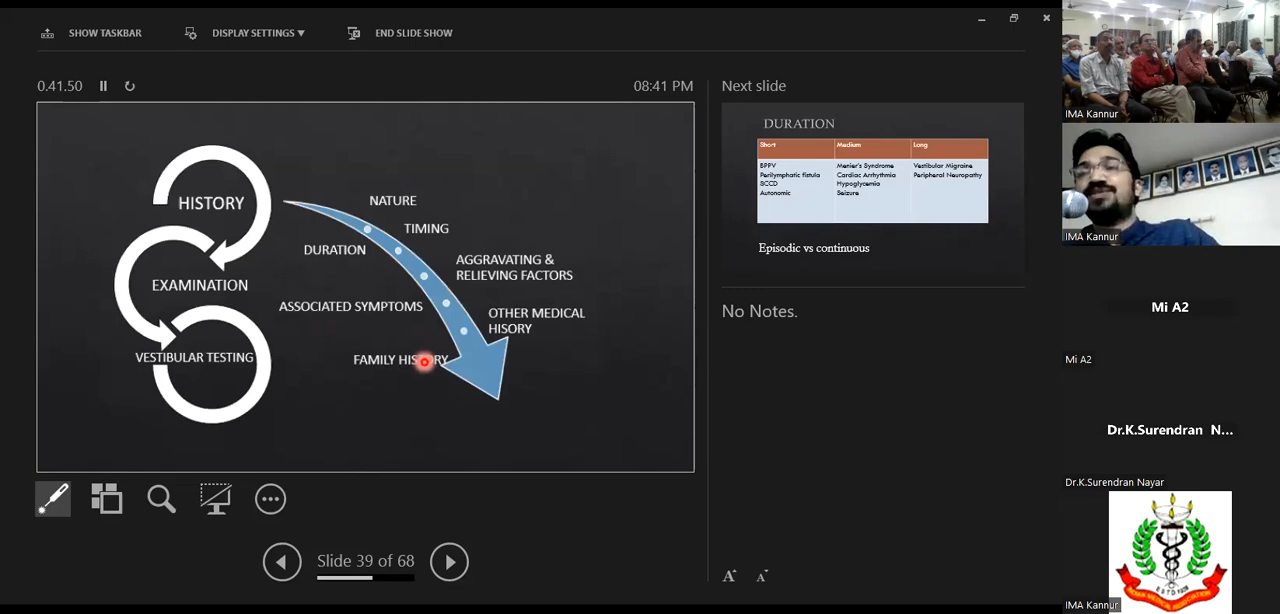 SHOW TASKBAR
DISPLAY SETTINGS ▼
END SLIDE SHOW
0.41.50
08:41 PM
HISTORY
EXAMINATION
VESTIBULAR TESTING
NATURE
TIMING
DURATION
AGGRAVATING &
RELIEVING FACTORS
ASSOCIATED SYMPTOMS
OTHER MEDICAL
HISORY
FAMILY HISTORY
Slide 39 of 68
Next slide
DURATION
Short Medium Long
BPPV Menier's Syndrome Vestibular Migraine
Perilymphatic fistula Cardiac Arrhythmia Peripheral Neuropathy
SCCD Hypoglycemia
Autonomic Seizure
Episodic vs continuous
No Notes.
A A
IMA Kannur
IMA Kannur
Mi A2
Mi A2
Dr.K.Surendran N...
Dr.K.Surendran Nayar
INDIAN MEDICAL ASSOCIATION
IMA Kannur